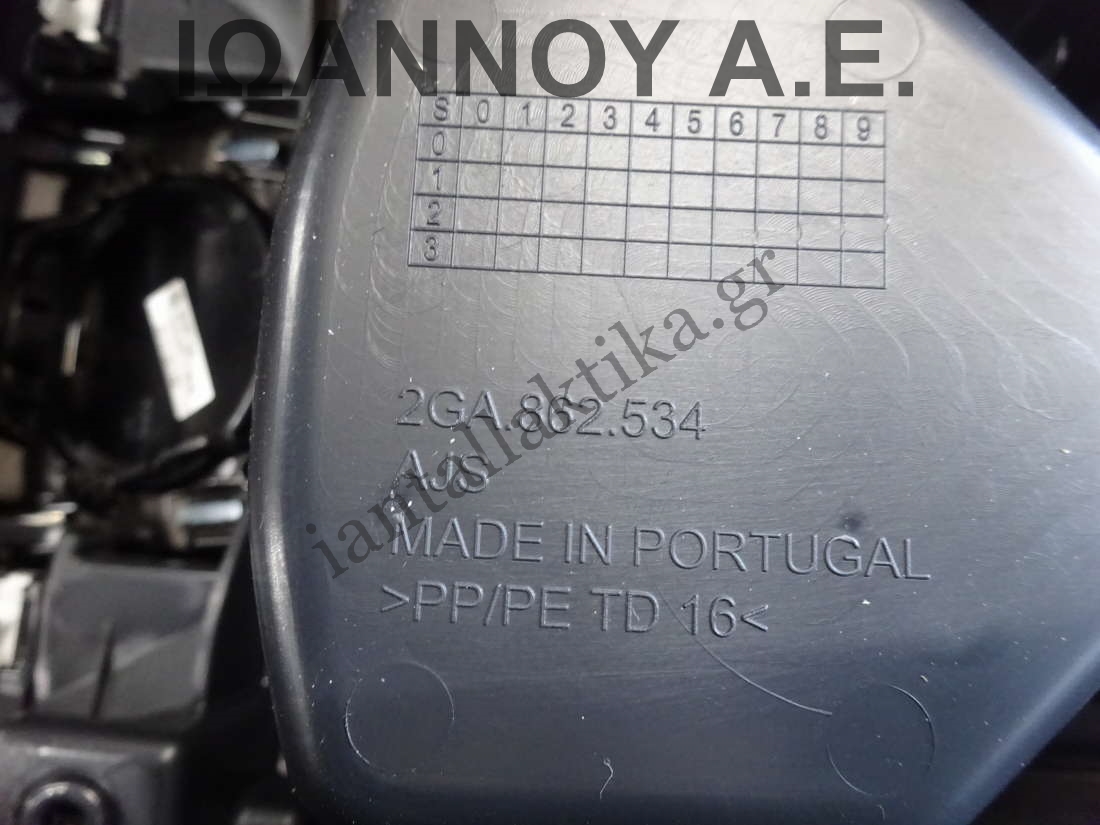 ΙΩΑΝΝΟΥ Α.Ε.
S 0 1 2 3 4 5 6 7 8 9
0
1
2
3
iantallaktika.gr
2GA.862.534
AJS
MADE IN PORTUGAL
>PP/PE TD 16<